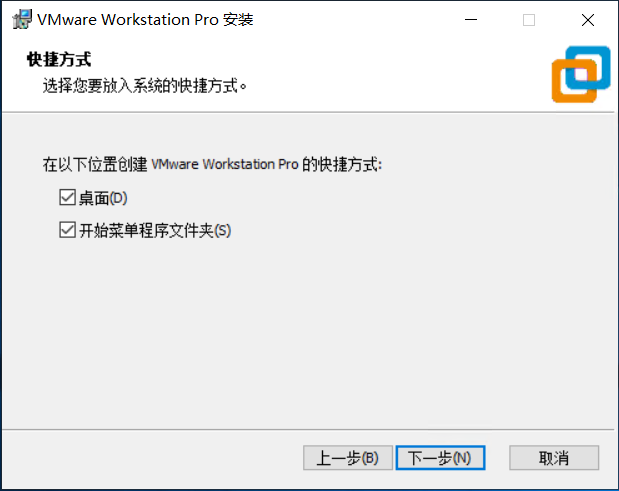 VMware Workstation Pro 安装
快捷方式
选择您要放入系统的快捷方式。
在以下位置创建 VMware Workstation Pro 的快捷方式:
桌面(D)
开始菜单程序文件夹(S)
上一步(B) 下一步(N) 取消